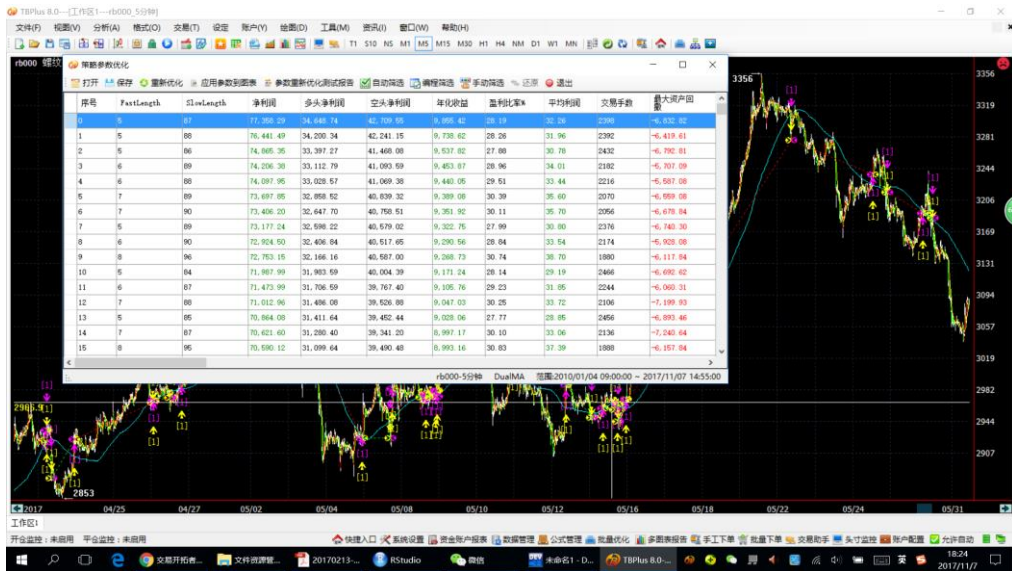 TBPlus 8.0---[工作区1---rb000_5分钟]
文件(F) 视图(V) 分析(A) 格式(O) 交易(T) 设定 账户(Y) 绘图(D) 工具(M) 资讯(I) 窗口(W) 帮助(H)
T1 S10 N5 M1 M5 M15 M30 H1 H4 NM D1 W1 MN
rb000 螺纹
策略参数优化
打开 保存 重新优化 应用参数到图表 参数重新优化测试报告 自动筛选 编程筛选 手动筛选 还原 退出
序号 FastLength SlowLength 净利润 多头净利润 空头净利润 年化收益 盈利比率% 平均利润 交易手数 最大资产回撤
0 5 87 77,358.29 34,648.74 42,709.55 9,855.42 28.19 32.26 2398 -6,832.82
1 5 88 76,441.49 34,200.34 42,241.15 9,738.62 28.26 31.96 2392 -6,419.61
2 5 86 74,865.35 33,397.27 41,468.08 9,537.82 27.88 30.78 2432 -6,792.81
3 6 89 74,206.38 33,112.79 41,093.59 9,453.87 28.96 34.01 2182 -5,707.09
4 6 88 74,097.95 33,028.57 41,069.38 9,440.05 29.51 33.44 2216 -5,587.08
5 7 89 73,697.85 32,858.52 40,839.32 9,389.08 30.39 35.60 2070 -6,559.08
6 7 90 73,406.20 32,647.70 40,758.51 9,351.92 30.11 35.70 2056 -6,678.84
7 5 89 73,177.24 32,598.22 40,579.02 9,322.75 27.99 30.80 2376 -6,740.30
8 6 90 72,924.50 32,406.84 40,517.65 9,290.56 28.84 33.54 2174 -5,928.08
9 8 96 72,753.15 32,166.16 40,587.00 9,268.73 30.74 38.70 1880 -6,117.84
10 5 84 71,987.99 31,983.59 40,004.39 9,171.24 28.14 29.19 2466 -6,692.62
11 6 87 71,473.99 31,706.59 39,767.40 9,105.76 29.23 31.85 2244 -6,060.31
12 7 88 71,012.96 31,486.08 39,526.88 9,047.03 30.25 33.72 2106 -7,199.93
13 5 85 70,864.08 31,411.64 39,452.44 9,028.06 27.77 28.85 2456 -6,893.46
14 7 87 70,621.60 31,280.40 39,341.20 8,997.17 30.10 33.06 2136 -7,240.64
15 8 95 70,590.12 31,099.64 39,490.48 8,993.16 30.83 37.39 1888 -6,157.84
rb000-5分钟 DualMA 范围:2010/01/04 09:00:00 ~ 2017/11/07 14:55:00
3356
3356
3319
3281
3244
3206
3169
3131
3094
3057
3019
2982
2944
2907
2853
2017 04/25 04/27 05/02 05/04 05/08 05/10 05/12 05/16 05/18 05/22 05/24 05/31
工作区1
开仓监控：未启用 平仓监控：未启用 快捷入口 系统设置 资金账户报表 数据管理 公式管理 批量优化 多图表报告 手工下单 批量下单 交易助手 头寸监控 账户配置 允许自动
交易开拓者... 文件资源管... 20170213-... RStudio 微信 未命名1 - D... TBPlus 8.0-... 英 18:24
2017/11/7